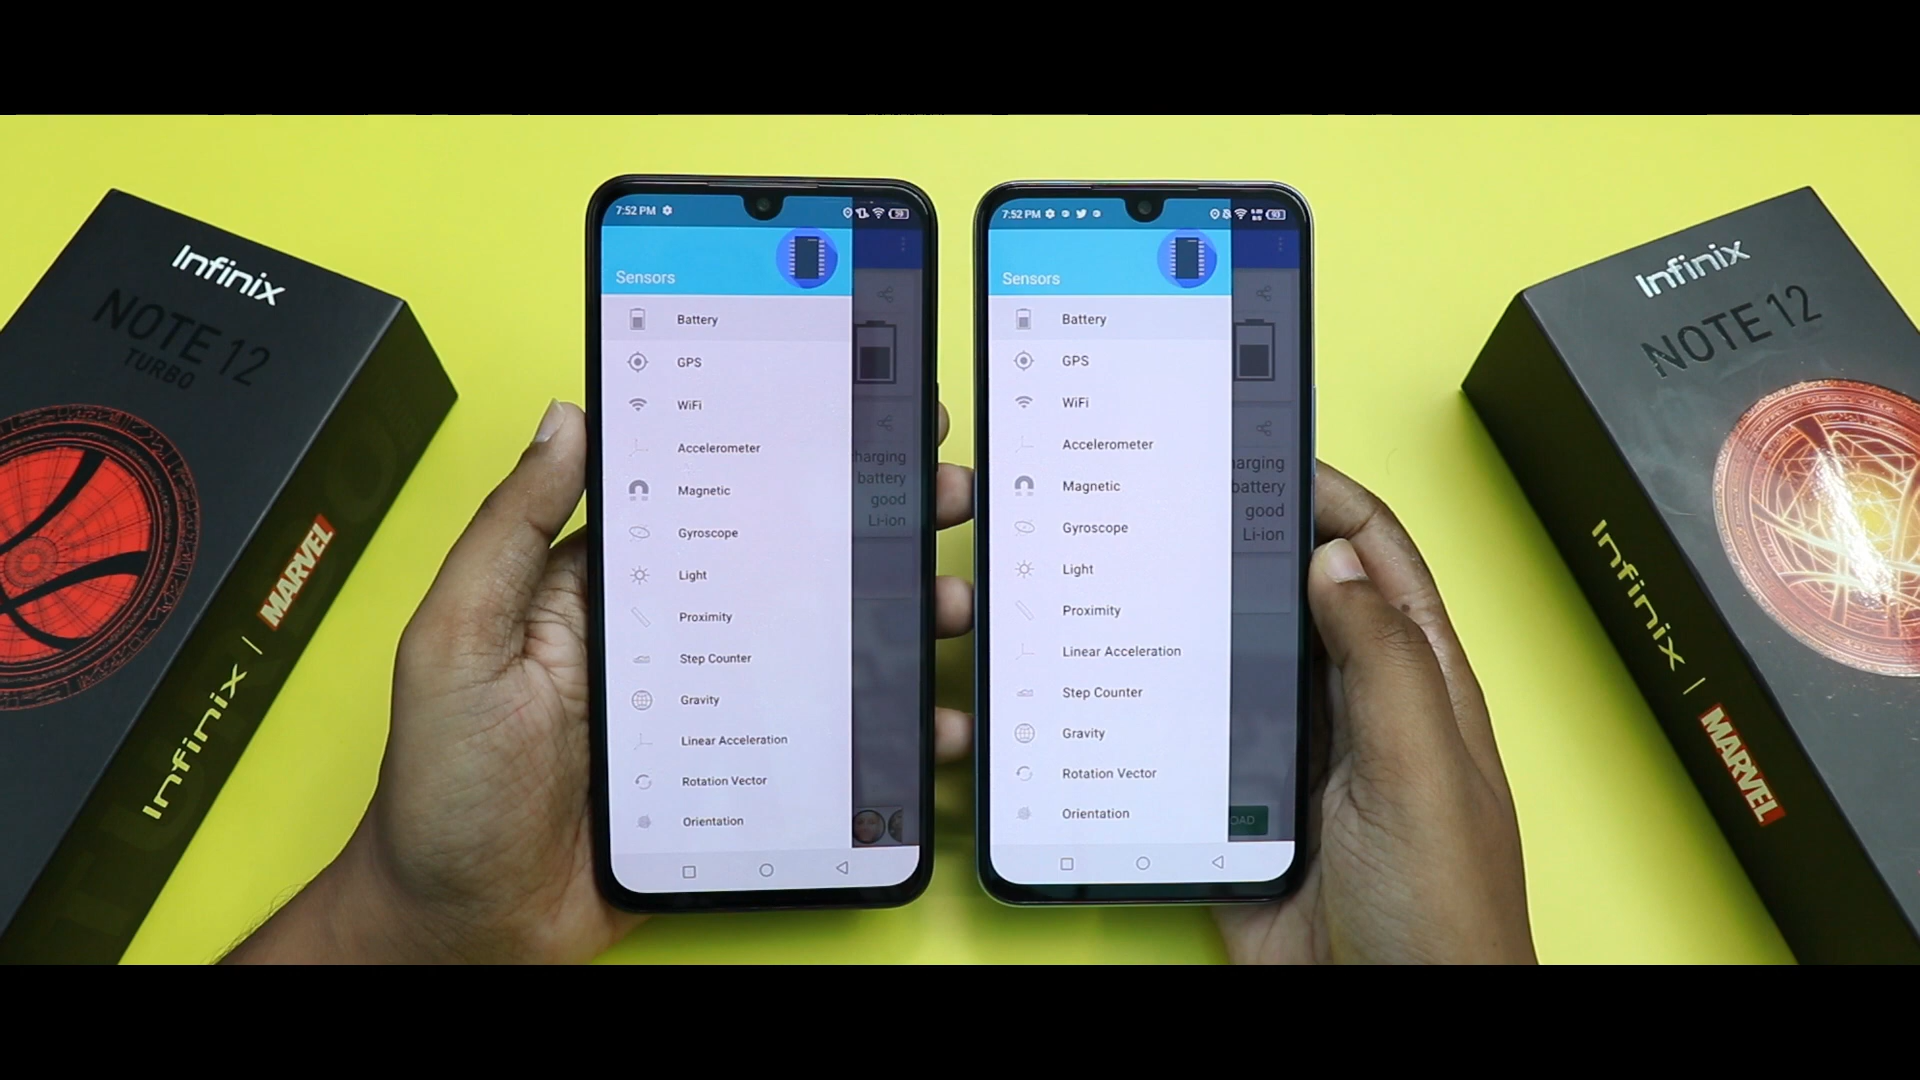 Infinix
NOTE 12
TURBO
Infinix | MARVEL
7:52 PM
59
Sensors
Battery
GPS
WiFi
Accelerometer
Magnetic
Gyroscope
Light
Proximity
Step Counter
Gravity
Linear Acceleration
Rotation Vector
Orientation
harging
battery
good
Li-ion
7:52 PM
93
Sensors
Battery
GPS
WiFi
Accelerometer
Magnetic
Gyroscope
Light
Proximity
Linear Acceleration
Step Counter
Gravity
Rotation Vector
Orientation
harging
battery
good
Li-ion
OAD
Infinix
NOTE 12
Infinix | MARVEL